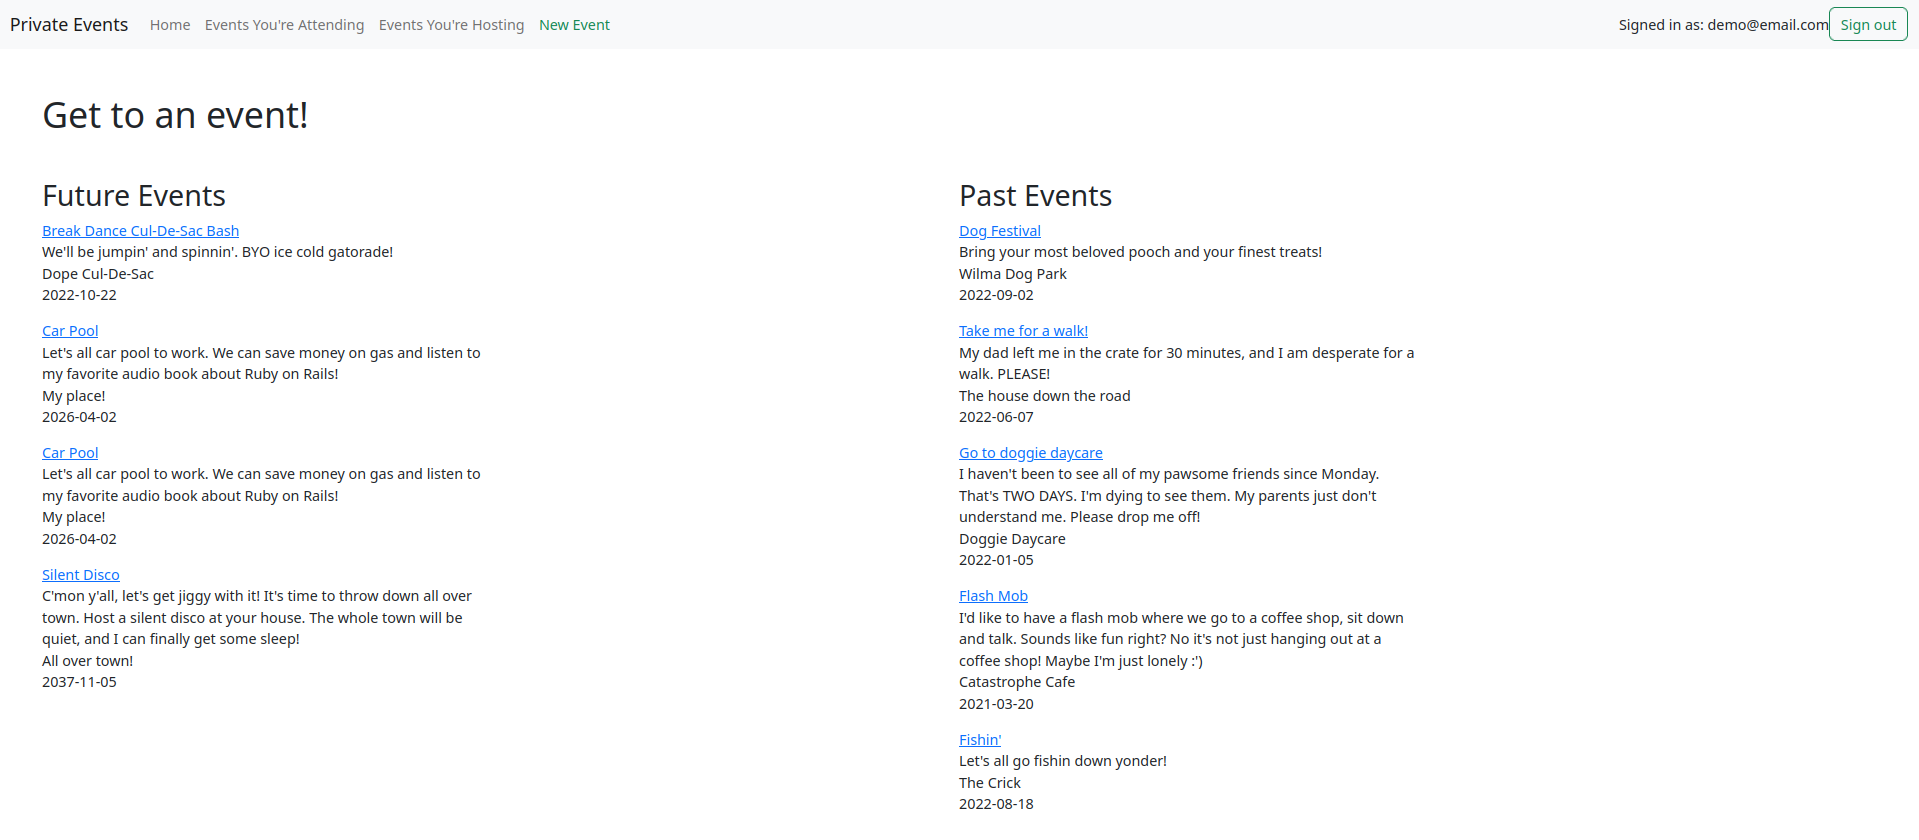 Private Events Home Events You're Attending Events You're Hosting New Event Signed in as: demo@email.com Sign out
Get to an event!
Future Events
Break Dance Cul-De-Sac Bash
We'll be jumpin' and spinnin'. BYO ice cold gatorade!
Dope Cul-De-Sac
2022-10-22
Car Pool
Let's all car pool to work. We can save money on gas and listen to
my favorite audio book about Ruby on Rails!
My place!
2026-04-02
Car Pool
Let's all car pool to work. We can save money on gas and listen to
my favorite audio book about Ruby on Rails!
My place!
2026-04-02
Silent Disco
C'mon y'all, let's get jiggy with it! It's time to throw down all over
town. Host a silent disco at your house. The whole town will be
quiet, and I can finally get some sleep!
All over town!
2037-11-05
Past Events
Dog Festival
Bring your most beloved pooch and your finest treats!
Wilma Dog Park
2022-09-02
Take me for a walk!
My dad left me in the crate for 30 minutes, and I am desperate for a
walk. PLEASE!
The house down the road
2022-06-07
Go to doggie daycare
I haven't been to see all of my pawsome friends since Monday.
That's TWO DAYS. I'm dying to see them. My parents just don't
understand me. Please drop me off!
Doggie Daycare
2022-01-05
Flash Mob
I'd like to have a flash mob where we go to a coffee shop, sit down
and talk. Sounds like fun right? No it's not just hanging out at a
coffee shop! Maybe I'm just lonely :')
Catastrophe Cafe
2021-03-20
Fishin'
Let's all go fishin down yonder!
The Crick
2022-08-18